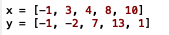 x = [-1, 3, 4, 8, 10]
y = [-1, -2, 7, 13, 1]